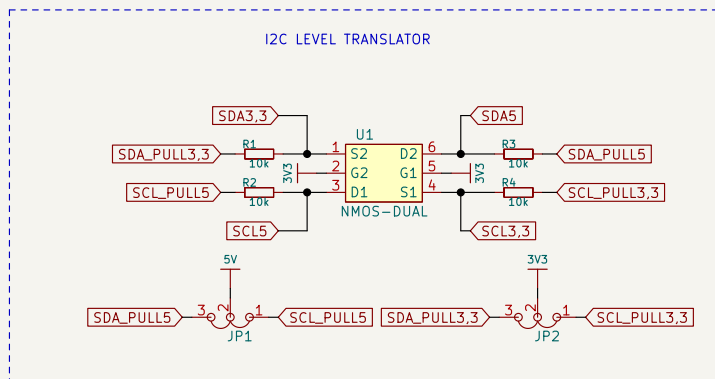 I2C LEVEL TRANSLATOR
SDA3,3
SDA5
U1
SDA_PULL3,3
R1
10k
1
S2
D2
6
R3
10k
SDA_PULL5
3V3
2
G2
G1
5
3V3
SCL_PULL5
R2
10k
3
D1
S1
4
R4
10k
SCL_PULL3,3
NMOS-DUAL
SCL5
SCL3,3
5V
3V3
SDA_PULL5
3
2
1
SCL_PULL5
SDA_PULL3,3
3
2
1
SCL_PULL3,3
JP1
JP2